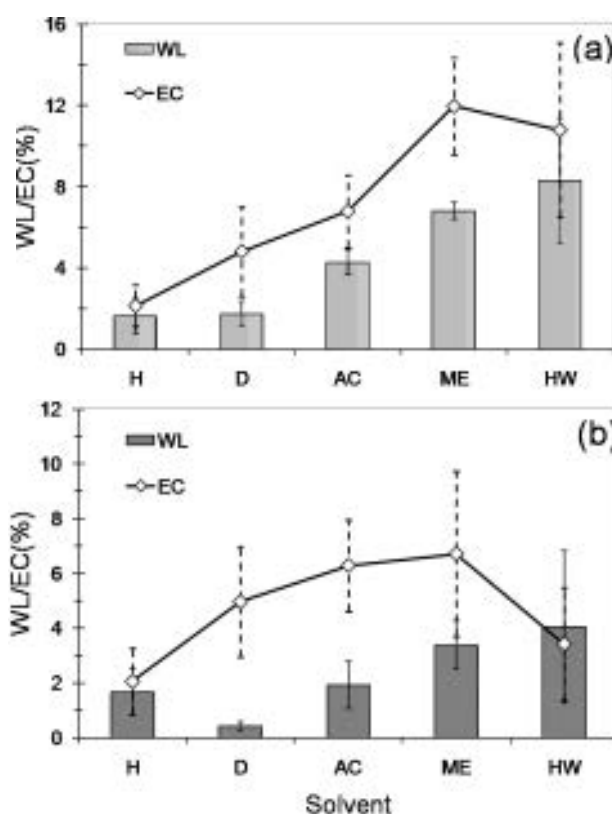 16
(a)
WL
EC
12
WL/EC(%)
8
4
0
H D AC ME HW
12
(b)
WL
EC
10
8
WL/EC(%)
6
4
2
0
H D AC ME HW
Solvent